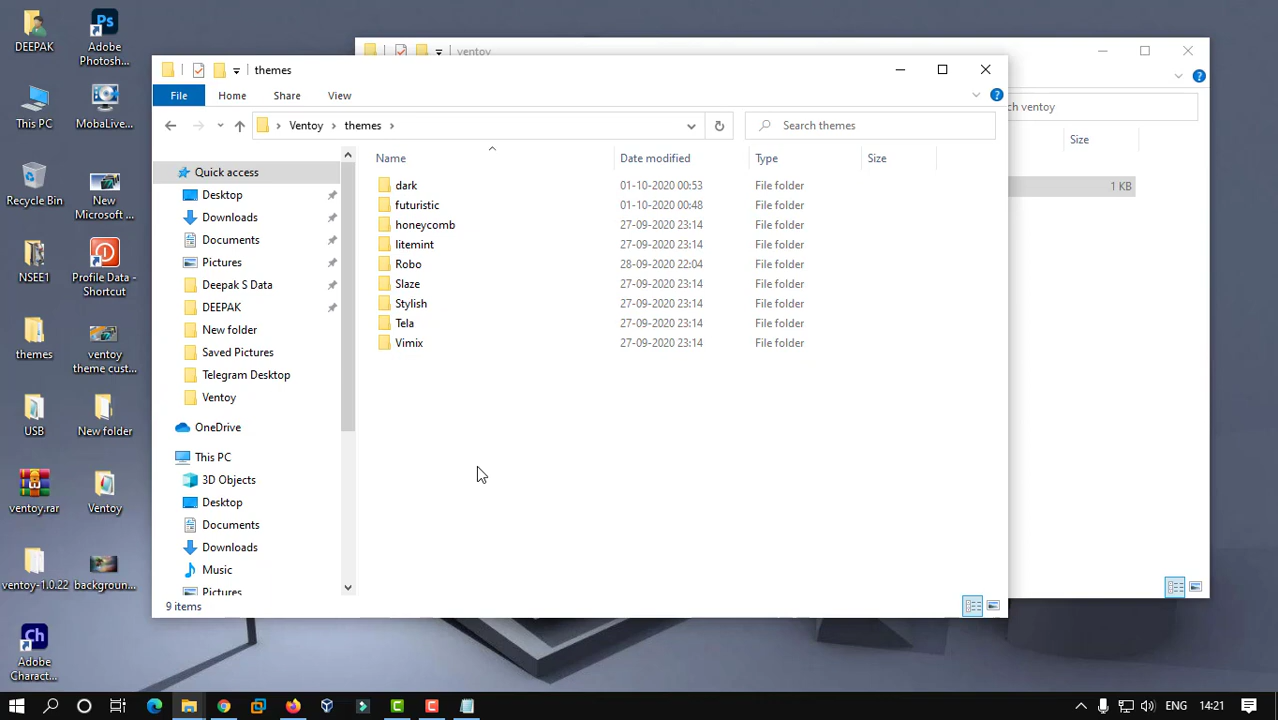 DEEPAK
Ps
Adobe
Photosh...
This PC
MobaLive...
Recycle Bin
New
Microsoft ...
NSEE1
Profile Data -
Shortcut
themes
ventoy
theme cust...
USB
New folder
ventoy.rar
Ventoy
ventoy-1.0.22
backgroun...
Ch
Adobe
Charact...
ventoy
ch ventoy
Size
1 KB
themes
File
Home
Share
View
Ventoy
themes
Search themes
Quick access
Desktop
Downloads
Documents
Pictures
Deepak S Data
DEEPAK
New folder
Saved Pictures
Telegram Desktop
Ventoy
OneDrive
This PC
3D Objects
Desktop
Documents
Downloads
Music
Pictures
Name Date modified Type Size
dark 01-10-2020 00:53 File folder
futuristic 01-10-2020 00:48 File folder
honeycomb 27-09-2020 23:14 File folder
litemint 27-09-2020 23:14 File folder
Robo 28-09-2020 22:04 File folder
Slaze 27-09-2020 23:14 File folder
Stylish 27-09-2020 23:14 File folder
Tela 27-09-2020 23:14 File folder
Vimix 27-09-2020 23:14 File folder
9 items
ENG 14:21